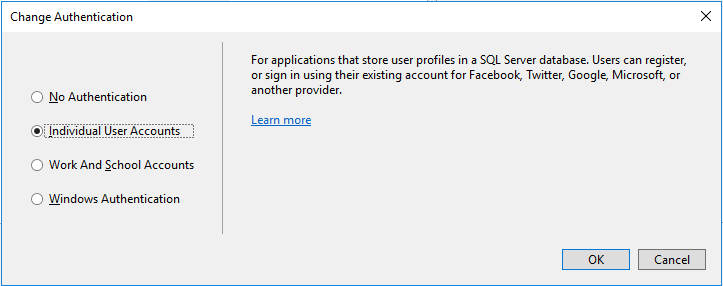 Change Authentication
No Authentication
Individual User Accounts
Work And School Accounts
Windows Authentication
For applications that store user profiles in a SQL Server database. Users can register,
or sign in using their existing account for Facebook, Twitter, Google, Microsoft, or
another provider.
Learn more
OK
Cancel